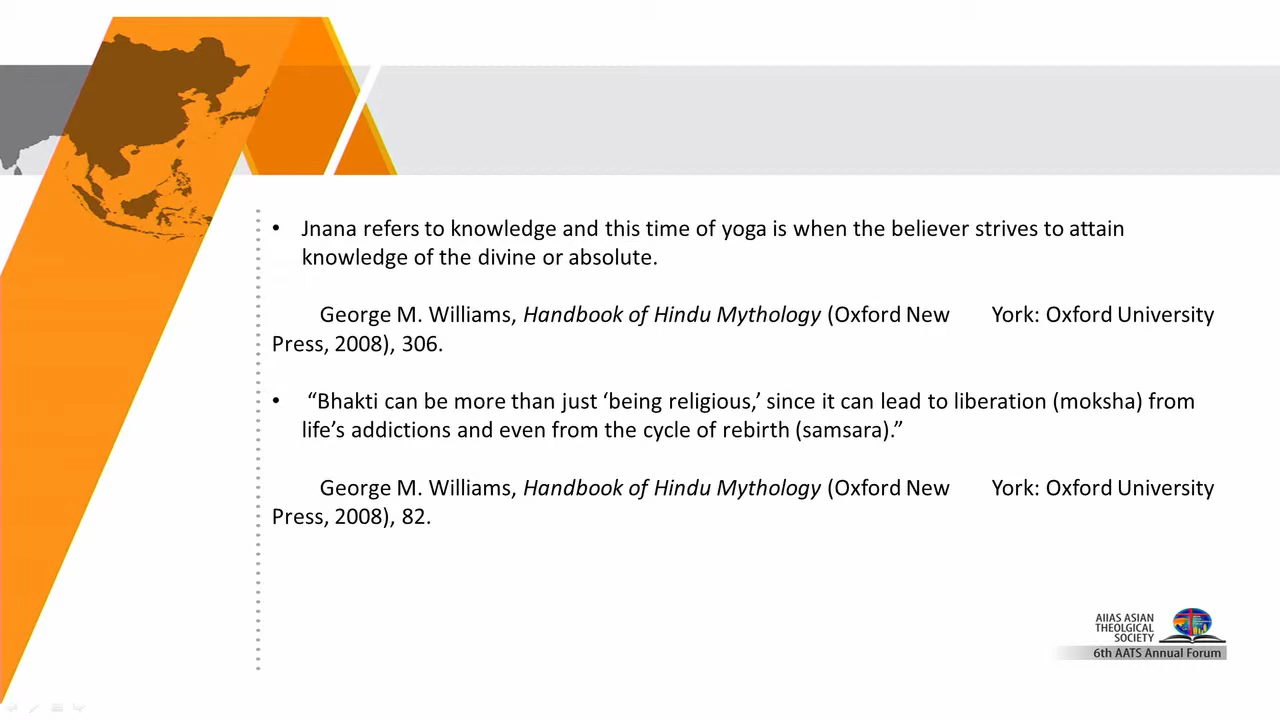 • Jnana refers to knowledge and this time of yoga is when the believer strives to attain
knowledge of the divine or absolute.
George M. Williams, Handbook of Hindu Mythology (Oxford New York: Oxford University
Press, 2008), 306.
• “Bhakti can be more than just ‘being religious,’ since it can lead to liberation (moksha) from
life’s addictions and even from the cycle of rebirth (samsara).”
George M. Williams, Handbook of Hindu Mythology (Oxford New York: Oxford University
Press, 2008), 82.
AIIAS ASIAN
THEOLGICAL
SOCIETY
6th AATS Annual Forum